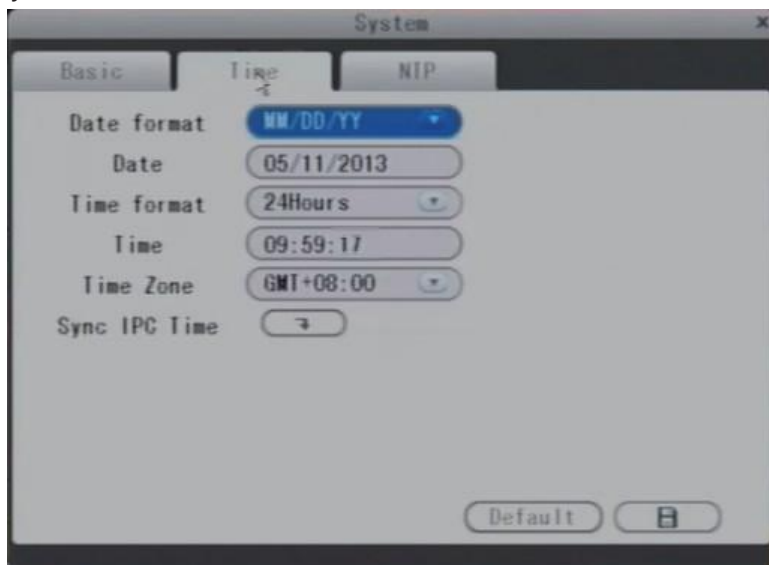 System x
Basic Time NTP
Date format MM/DD/YY
Date 05/11/2013
Time format 24Hours
Time 09:59:17
Time Zone GMT+08:00
Sync IPC Time
Default